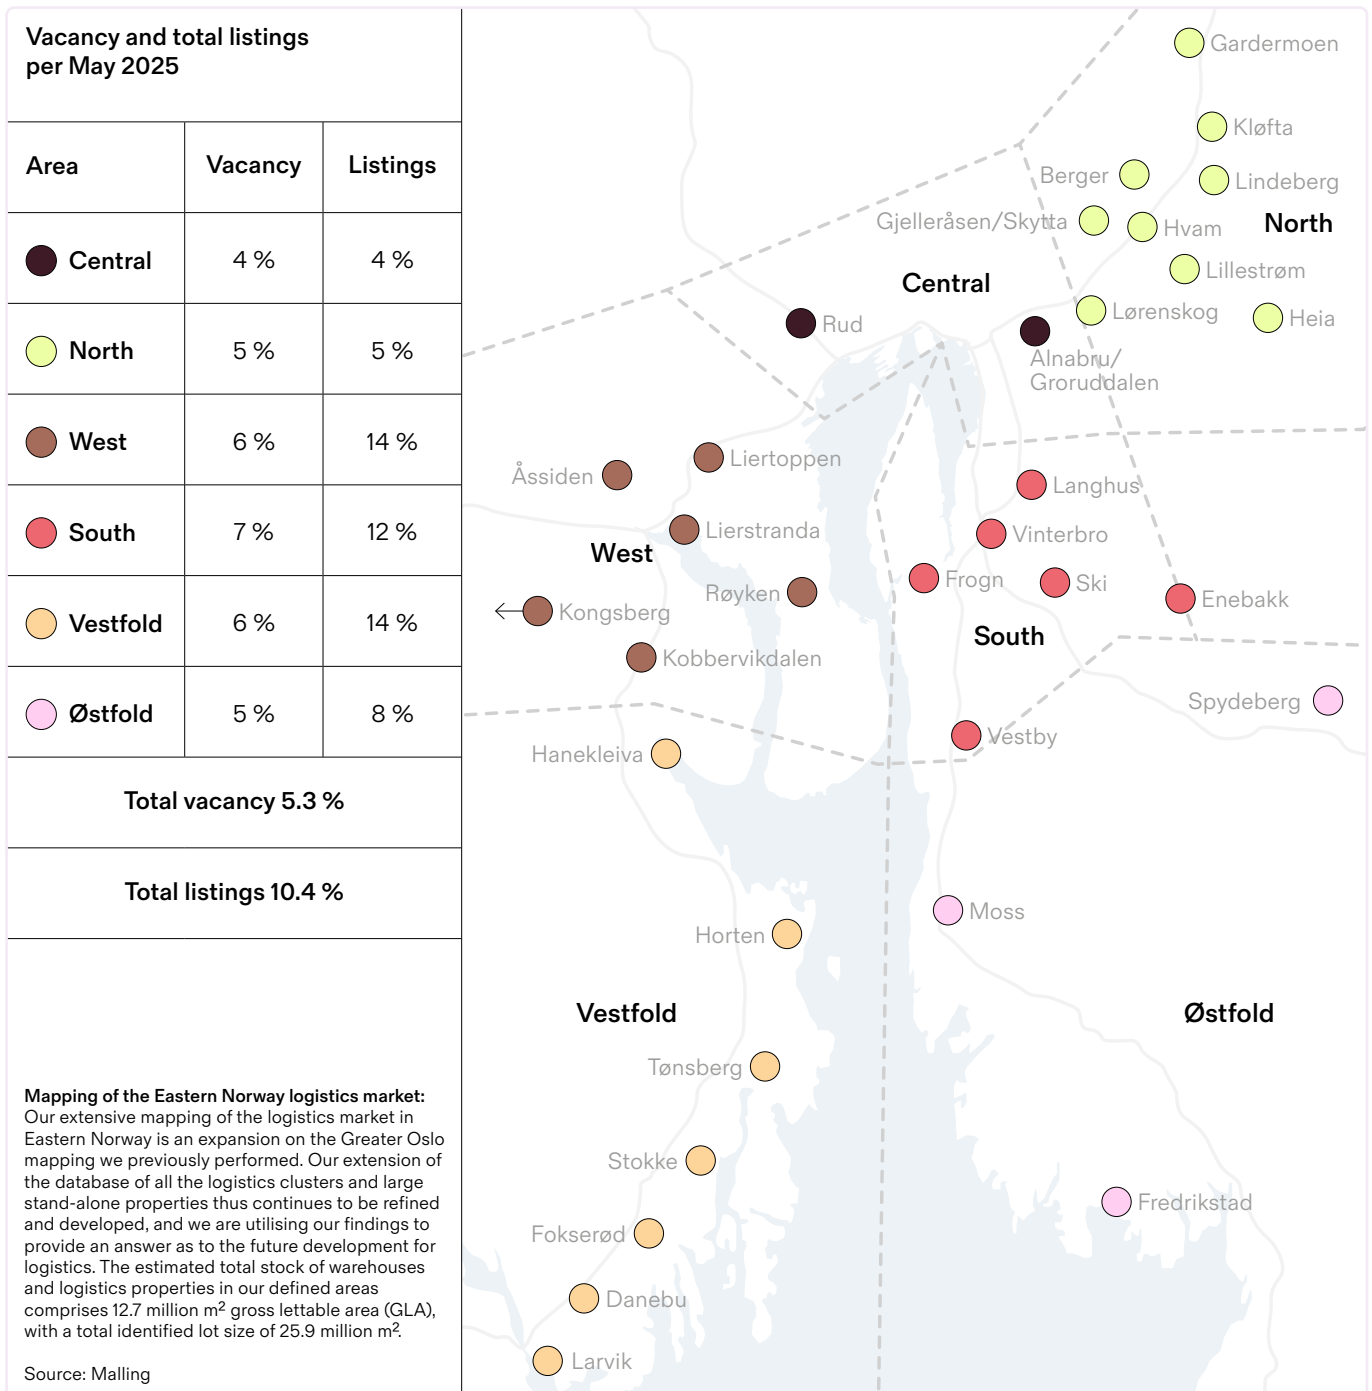 Vacancy and total listings
per May 2025
Area Vacancy Listings
Central 4 % 4 %
North 5 % 5 %
West 6 % 14 %
South 7 % 12 %
Vestfold 6 % 14 %
Østfold 5 % 8 %
Total vacancy 5.3 %
Total listings 10.4 %
Mapping of the Eastern Norway logistics market:
Our extensive mapping of the logistics market in
Eastern Norway is an expansion on the Greater Oslo
mapping we previously performed. Our extension of
the database of all the logistics clusters and large
stand-alone properties thus continues to be refined
and developed, and we are utilising our findings to
provide an answer as to the future development for
logistics. The estimated total stock of warehouses
and logistics properties in our defined areas
comprises 12.7 million m² gross lettable area (GLA),
with a total identified lot size of 25.9 million m².
Source: Malling
Gardermoen
Kløfta
Berger
Lindeberg
Gjelleråsen/Skytta
Hvam
North
Lillestrøm
Central
Lørenskog
Heia
Rud
Alnabru/
Groruddalen
Liertoppen
Åssiden
Langhus
Lierstranda
Vinterbro
West
Frogn
Ski
Røyken
Enebakk
Kongsberg
South
Kobbervikdalen
Spydeberg
Vestby
Hanekleiva
Moss
Horten
Vestfold
Østfold
Tønsberg
Stokke
Fredrikstad
Fokserød
Danebu
Larvik